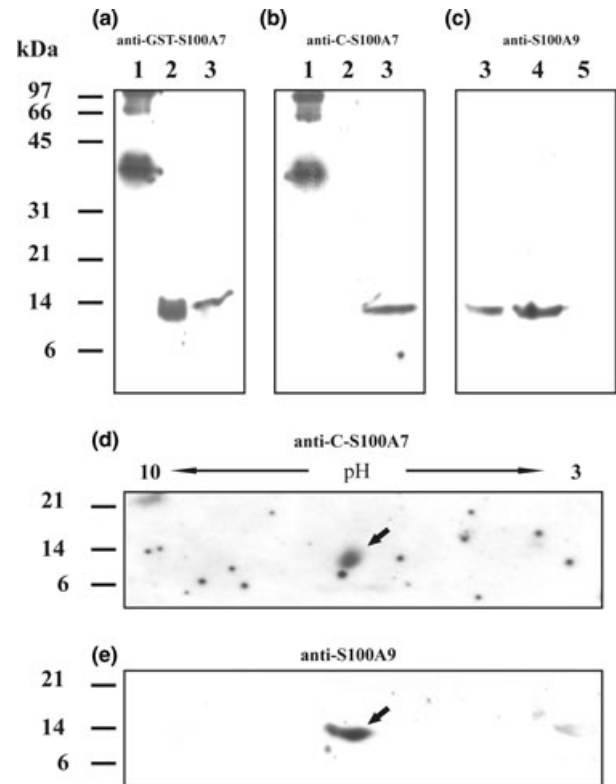 (a) (b) (c)
anti-GST-S100A7 anti-C-S100A7 anti-S100A9
kDa 1 2 3 1 2 3 3 4 5
97
66
45
31
21
14
6
(d) anti-C-S100A7
10 pH 3
21
14
6
(e) anti-S100A9
21
14
6